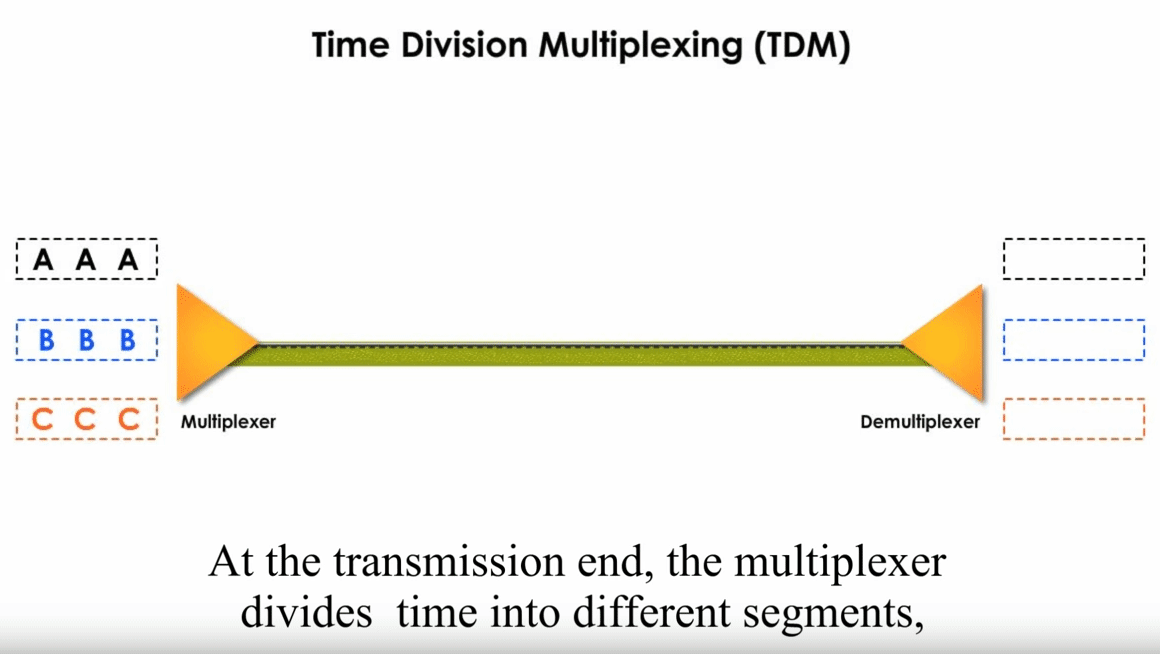 Time Division Multiplexing (TDM)
A A A
B B B
C C C
Multiplexer
Demultiplexer
At the transmission end, the multiplexer
divides  time into different segments,